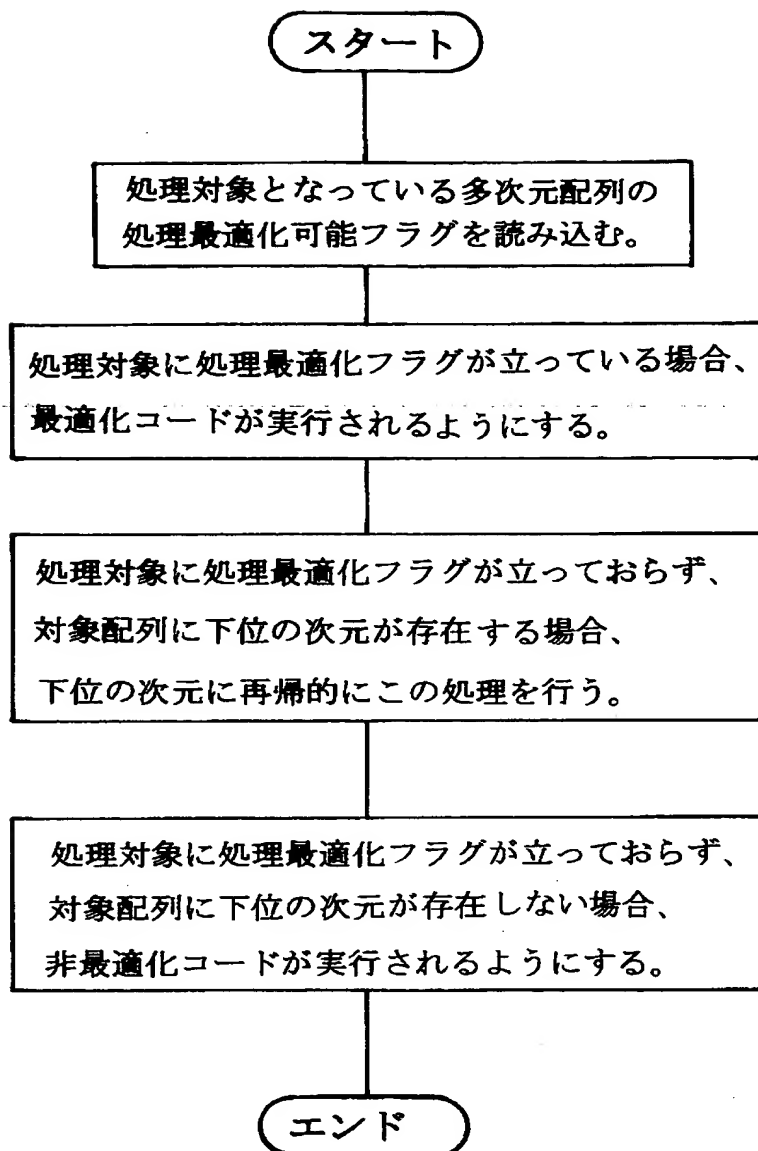 スタート
処理対象となっている多次元配列の
処理最適化可能フラグを読み込む。
処理対象に処理最適化フラグが立っている場合、
最適化コードが実行されるようにする。
処理対象に処理最適化フラグが立っておらず、
対象配列に下位の次元が存在する場合、
下位の次元に再帰的にこの処理を行う。
処理対象に処理最適化フラグが立っておらず、
対象配列に下位の次元が存在しない場合、
非最適化コードが実行されるようにする。
エンド